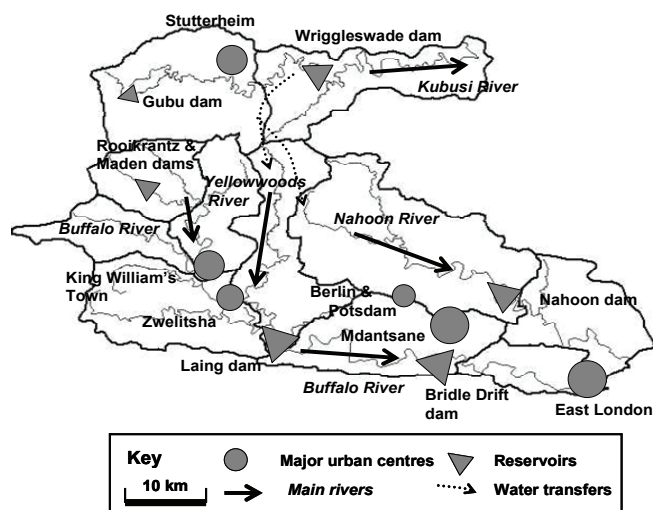 Stutterheim
Wriggleswade dam
Kubusi River
Gubu dam
Rooikrantz &
Maden dams
Yellowwoods
River
Nahoon River
Buffalo River
King William's
Town
Berlin &
Potsdam
Nahoon dam
Zwelitsha
Mdantsane
Laing dam
Buffalo River
Bridle Drift
dam
East London
Key
Major urban centres
Reservoirs
10 km
Main rivers
Water transfers